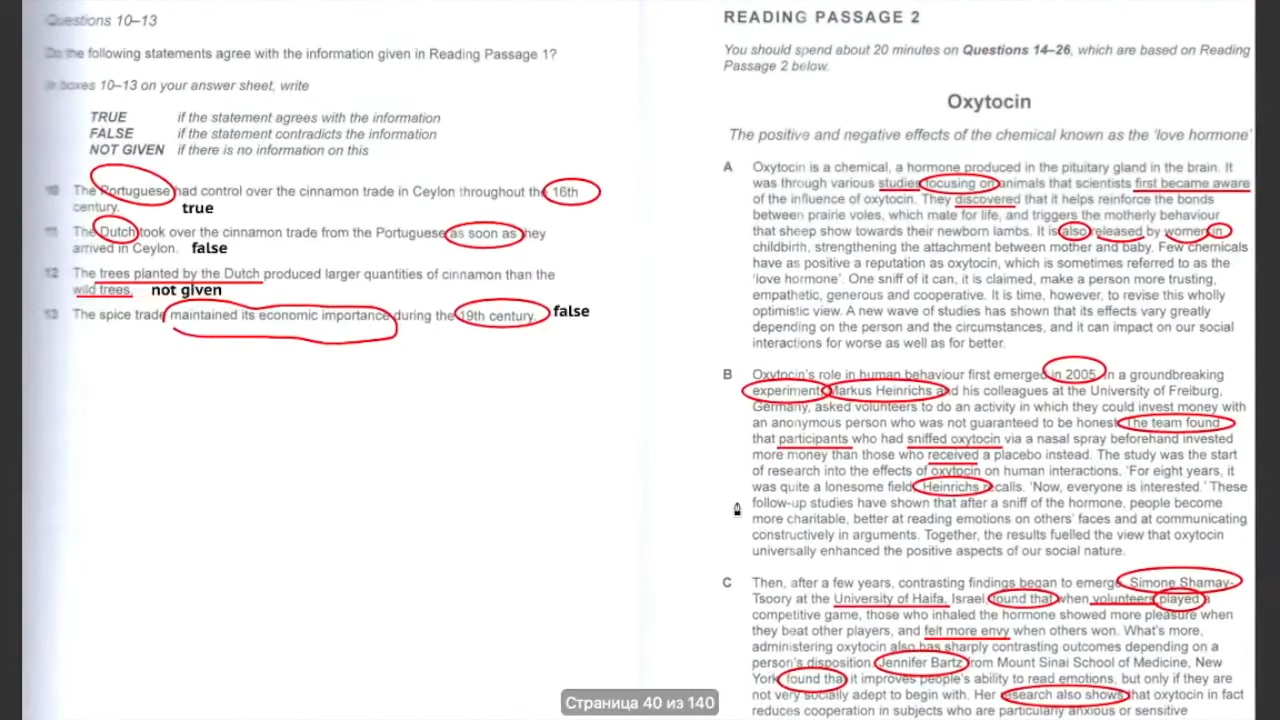 Questions 10–13
Do the following statements agree with the information given in Reading Passage 1?
In boxes 10–13 on your answer sheet, write
TRUE if the statement agrees with the information
FALSE if the statement contradicts the information
NOT GIVEN if there is no information on this
10 The Portuguese had control over the cinnamon trade in Ceylon throughout the 16th
century. true
11 The Dutch took over the cinnamon trade from the Portuguese as soon as they
arrived in Ceylon. false
12 The trees planted by the Dutch produced larger quantities of cinnamon than the
wild trees. not given
13 The spice trade maintained its economic importance during the 19th century. false
READING PASSAGE 2
You should spend about 20 minutes on Questions 14–26, which are based on Reading
Passage 2 below.
Oxytocin
The positive and negative effects of the chemical known as the ‘love hormone’
A Oxytocin is a chemical, a hormone produced in the pituitary gland in the brain. It
was through various studies focusing on animals that scientists first became aware
of the influence of oxytocin. They discovered that it helps reinforce the bonds
between prairie voles, which mate for life, and triggers the motherly behaviour
that sheep show towards their newborn lambs. It is also released by women in
childbirth, strengthening the attachment between mother and baby. Few chemicals
have as positive a reputation as oxytocin, which is sometimes referred to as the
‘love hormone’. One sniff of it can, it is claimed, make a person more trusting,
empathetic, generous and cooperative. It is time, however, to revise this wholly
optimistic view. A new wave of studies has shown that its effects vary greatly
depending on the person and the circumstances, and it can impact on our social
interactions for worse as well as for better.
B Oxytocin’s role in human behaviour first emerged in 2005. In a groundbreaking
experiment, Markus Heinrichs and his colleagues at the University of Freiburg,
Germany, asked volunteers to do an activity in which they could invest money with
an anonymous person who was not guaranteed to be honest. The team found
that participants who had sniffed oxytocin via a nasal spray beforehand invested
more money than those who received a placebo instead. The study was the start
of research into the effects of oxytocin on human interactions. ‘For eight years, it
was quite a lonesome field,’ Heinrichs recalls. ‘Now, everyone is interested.’ These
follow-up studies have shown that after a sniff of the hormone, people become
more charitable, better at reading emotions on others’ faces and at communicating
constructively in arguments. Together, the results fuelled the view that oxytocin
universally enhanced the positive aspects of our social nature.
C Then, after a few years, contrasting findings began to emerge. Simone Shamay-
Tsoory at the University of Haifa, Israel, found that when volunteers played a
competitive game, those who inhaled the hormone showed more pleasure when
they beat other players, and felt more envy when others won. What’s more,
administering oxytocin also has sharply contrasting outcomes depending on a
person’s disposition. Jennifer Bartz from Mount Sinai School of Medicine, New
York, found that it improves people’s ability to read emotions, but only if they are
not very socially adept to begin with. Her research also shows that oxytocin in fact
reduces cooperation in subjects who are particularly anxious or sensitive
Страница 40 из 140